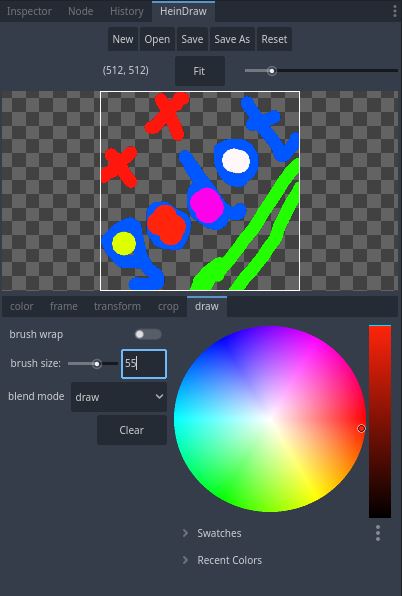 Inspector Node History HeinDraw
New Open Save Save As Reset
(512, 512) Fit
color frame transform crop draw
brush wrap
brush size: 55
blend mode draw
Clear
Swatches
Recent Colors